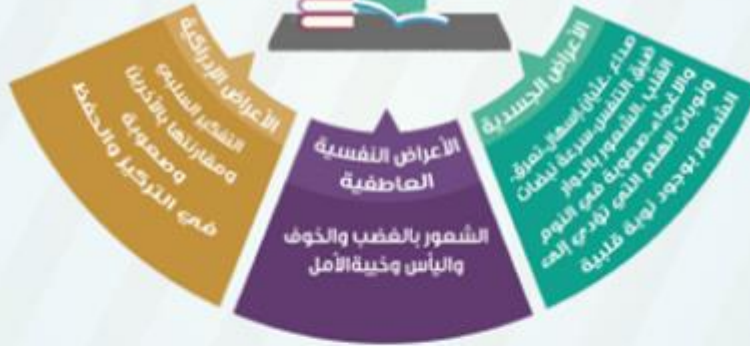 الأعراض الجسدية
صداع، غثيان، إسهال، تعرق،
ضيق التنفس، سرعة نبضات
القلب، الشعور بالدوار
والإغماء، صعوبة في النوم
ونوبات الهلع التي تؤدي إلى
الشعور بوجود نوبة قلبية
الأعراض النفسية
العاطفية
الشعور بالغضب والخوف
واليأس وخيبة الأمل
الأعراض الإدراكية
التفكير السلبي
ومقارنتها بالآخرين
وصعوبة
في التركيز والحفظ